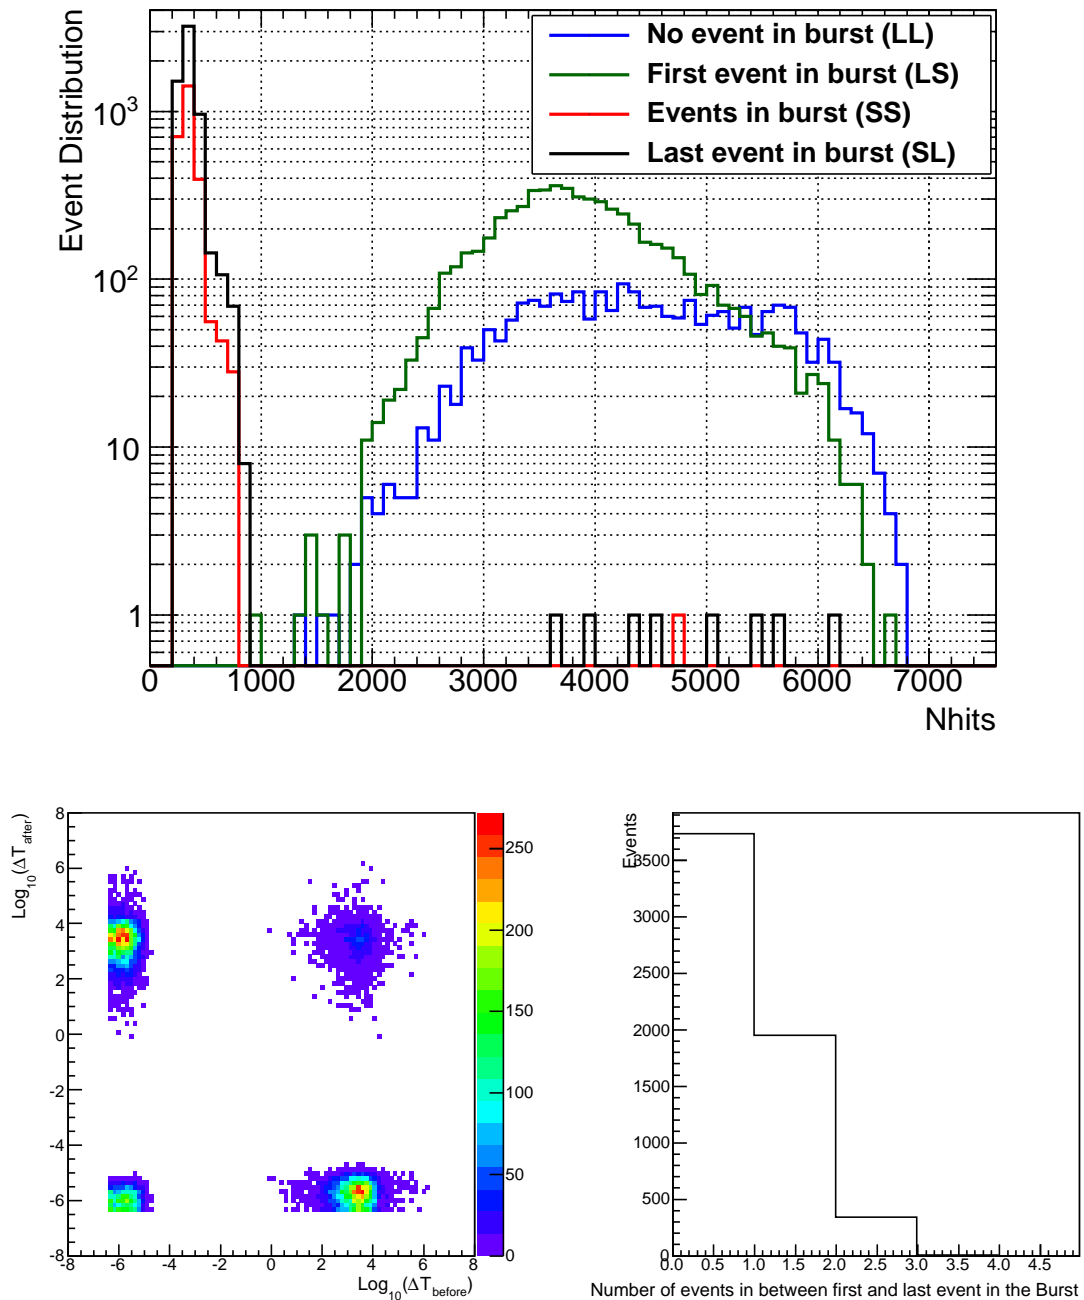 Event Distribution
No event in burst (LL)
First event in burst (LS)
Events in burst (SS)
Last event in burst (SL)
10³
10²
10
1
0 1000 2000 3000 4000 5000 6000 7000
Nhits
Log₁₀(ΔT_after)
8
6
4
2
0
-2
-4
-6
-8
-8 -6 -4 -2 0 2 4 6 8
Log₁₀(ΔT_before)
250
200
150
100
50
0
Events
3500
3000
2500
2000
1500
1000
500
0
0.0 0.5 1.0 1.5 2.0 2.5 3.0 3.5 4.0 4.5
Number of events in between first and last event in the Burst